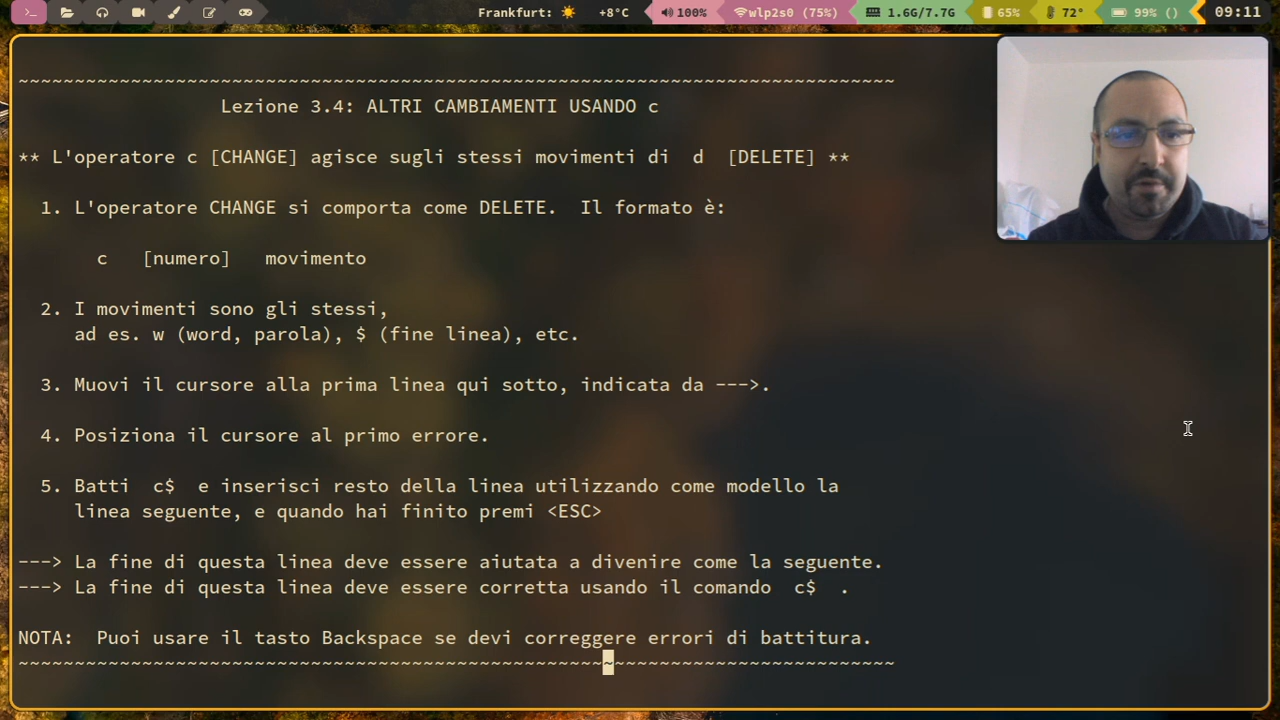 Frankfurt: +8°C 100% wlp2s0 (75%) 1.6G/7.7G 65% 72° 99% () 09:11
~~~~~~~~~~~~~~~~~~~~~~~~~~~~~~~~~~~~~~~~~~~~~~~~~~~~~~~~~~~~~~~~~~~~~~~~~~~~~~
Lezione 3.4: ALTRI CAMBIAMENTI USANDO c
** L'operatore c [CHANGE] agisce sugli stessi movimenti di  d  [DELETE] **
1. L'operatore CHANGE si comporta come DELETE.  Il formato è:
c   [numero]   movimento
2. I movimenti sono gli stessi,
ad es. w (word, parola), $ (fine linea), etc.
3. Muovi il cursore alla prima linea qui sotto, indicata da --->.
4. Posiziona il cursore al primo errore.
5. Batti  c$  e inserisci resto della linea utilizzando come modello la
linea seguente, e quando hai finito premi <ESC>
---> La fine di questa linea deve essere aiutata a divenire come la seguente.
---> La fine di questa linea deve essere corretta usando il comando  c$  .
NOTA:  Puoi usare il tasto Backspace se devi correggere errori di battitura.
~~~~~~~~~~~~~~~~~~~~~~~~~~~~~~~~~~~~~~~~~~~~~~~~~~~~~~~~~~~~~~~~~~~~~~~~~~~~~~